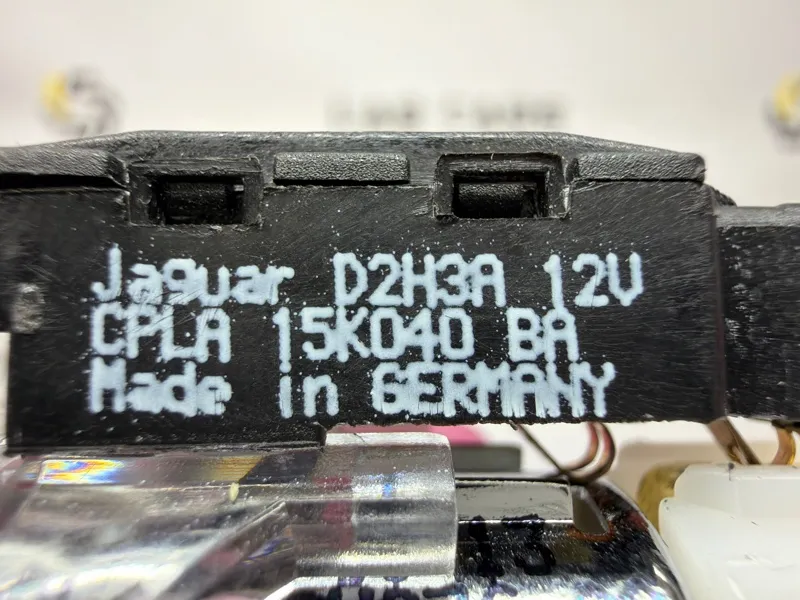 Jaguar D2H3A 12V
CPLA 15K040 BA
Made in GERMANY